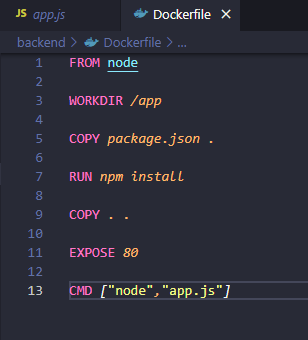 JS app.js Dockerfile ×
backend > Dockerfile > ...
1 FROM node
2
3 WORKDIR /app
4
5 COPY package.json .
6
7 RUN npm install
8
9 COPY . .
10
11 EXPOSE 80
12
13 CMD ["node","app.js"]